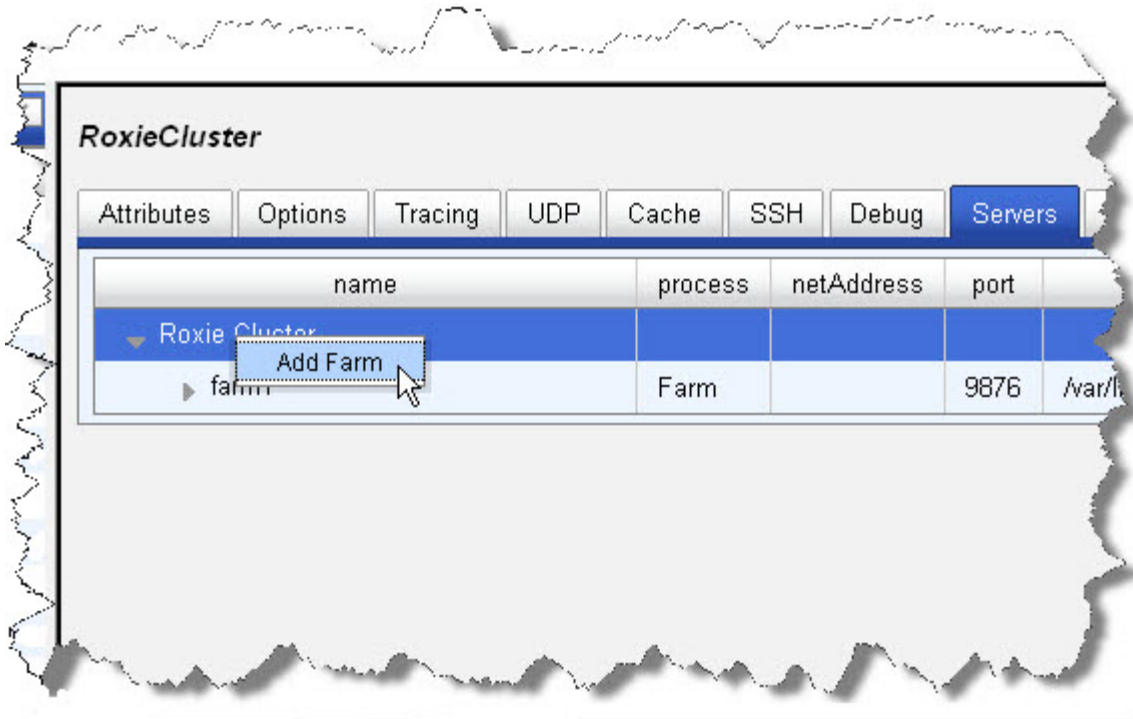 RoxieCluster
Attributes Options Tracing UDP Cache SSH Debug Servers
name process netAddress port
Roxie Cluster
Add Farm
Farm 9876